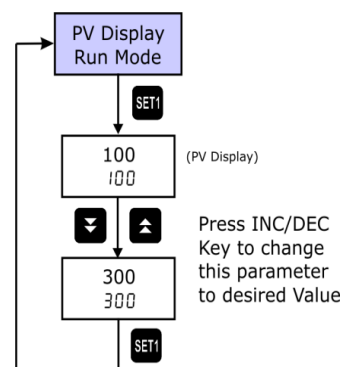 PV Display
Run Mode
SET1
100
100
(PV Display)
Press INC/DEC
Key to change
this parameter
to desired Value
300
300
SET1